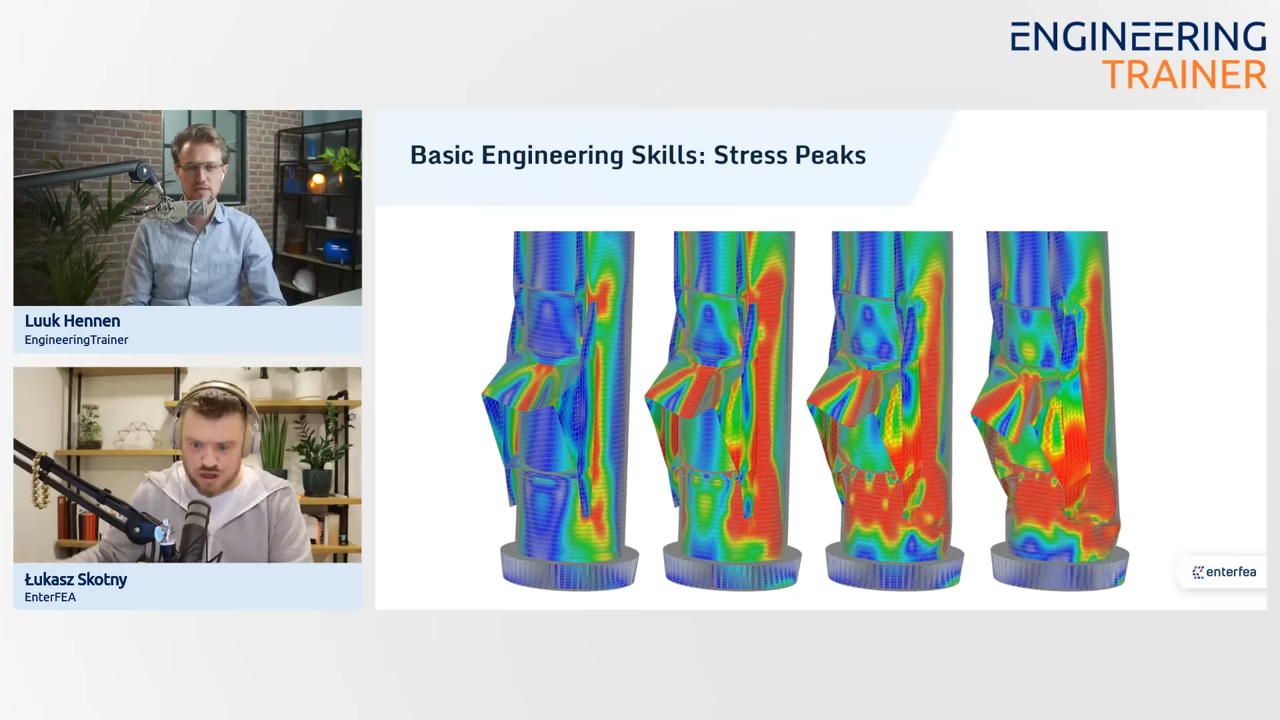 ENGINEERING
TRAINER
Basic Engineering Skills: Stress Peaks
Luuk Hennen
EngineeringTrainer
Łukasz Skotny
EnterFEA
enterfea